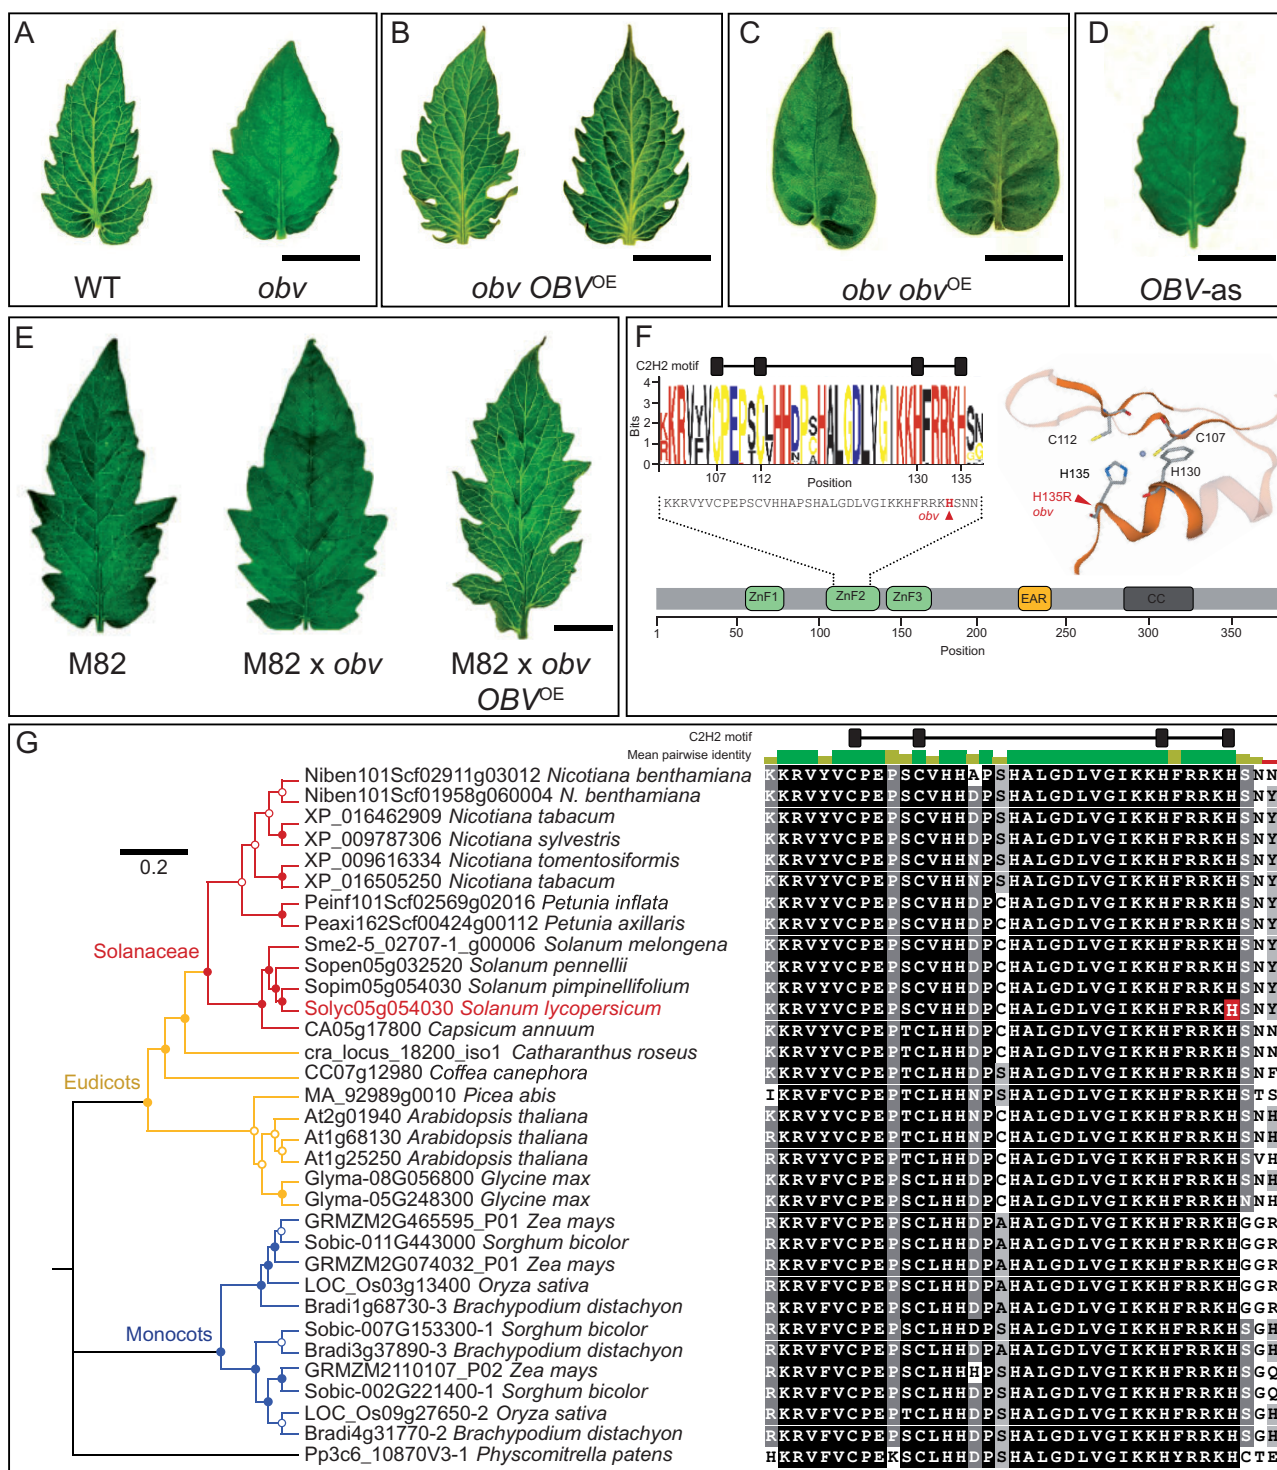 A
WT
obv
B
obv OBV^OE
C
obv obv^OE
D
OBV-as
E
M82
M82 x obv
M82 x obv
OBV^OE
F
C2H2 motif
Bits
4
3
2
1
0
107
112
130
135
Position
KKRVYVCPEPSCVHHAPSHALGDLVGIKKHFRRKHSNN
obv
C112
C107
H135
H130
H135R
obv
ZnF1
ZnF2
ZnF3
EAR
CC
1
50
100
150
200
250
300
350
Position
G
C2H2 motif
Mean pairwise identity
0.2
Solanaceae
Eudicots
Monocots
Niben101Scf02911g03012 Nicotiana benthamiana KKRVYVCPEPSCVHHAPSHALGDLVGIKKHFRRKHSNN
Niben101Scf01958g060004 N. benthamiana KKRVYVCPEPSCVHHDPSHALGDLVGIKKHFRRKHSNY
XP_016462909 Nicotiana tabacum KKRVYVCPEPSCVHHDPSHALGDLVGIKKHFRRKHSNY
XP_009787306 Nicotiana sylvestris KKRVYVCPEPSCVHHDPSHALGDLVGIKKHFRRKHSNY
XP_009616334 Nicotiana tomentosiformis KKRVYVCPEPSCVHHNPSHALGDLVGIKKHFRRKHSNY
XP_016505250 Nicotiana tabacum KKRVYVCPEPSCVHHNPSHALGDLVGIKKHFRRKHSNY
Peinf101Scf02569g02016 Petunia inflata KKRVYVCPEPSCVHHDPCHALGDLVGIKKHFRRKHSNY
Peaxi162Scf00424g00112 Petunia axillaris KKRVYVCPEPSCVHHDPCHALGDLVGIKKHFRRKHSNY
Sme2-5_02707-1_g00006 Solanum melongena KKRVYVCPEPSCVHHDPCHALGDLVGIKKHFRRKHSNY
Sopen05g032520 Solanum pennellii KKRVYVCPEPSCVHHDPCHALGDLVGIKKHFRRKHSNY
Sopim05g054030 Solanum pimpinellifolium KKRVYVCPEPSCVHHDPCHALGDLVGIKKHFRRKHSNY
Solyc05g054030 Solanum lycopersicum KKRVYVCPEPSCVHHDPCHALGDLVGIKKHFRRKHSNY
CA05g17800 Capsicum annuum KKRVYVCPEPTCLHHDPCHALGDLVGIKKHFRRKHSNN
cra_locus_18200_iso1 Catharanthus roseus KKRVYVCPEPTCLHHDPCHALGDLVGIKKHFRRKHSNN
CC07g12980 Coffea canephora KKRVYVCPEPTCLHHDPSHALGDLVGIKKHFRRKHSNF
MA_92989g0010 Picea abis IKRVYVCPEPTCLHHNPSHALGDLVGIKKHFRRKHSTS
At2g01940 Arabidopsis thaliana KKRVYVCPEPTCLHHNPCHALGDLVGIKKHFRRKHSNH
At1g68130 Arabidopsis thaliana RKRVYVCPEPTCLHHNPCHALGDLVGIKKHFRRKHSNH
At1g25250 Arabidopsis thaliana RKRVYVCPEPTCLHHDPCHALGDLVGIKKHFRRKHSVH
Glyma-08G056800 Glycine max KKRVYVCPEPSCLHHDPCHALGDLVGIKKHFRRKHSNH
Glyma-05G248300 Glycine max KKRVYVCPEPSCLHHDPCHALGDLVGIKKHFRRKHNNH
GRMZM2G465595_P01 Zea mays RKRVFVCPEPSCLHHDPAHALGDLVGIKKHFRRKHGGR
Sobic-011G443000 Sorghum bicolor RKRVFVCPEPSCLHHDPAHALGDLVGIKKHFRRKHGGR
GRMZM2G074032_P01 Zea mays RKRVFVCPEPSCLHHDPAHALGDLVGIKKHFRRKHGGR
LOC_Os03g13400 Oryza sativa RKRVFVCPEPSCLHHDPAHALGDLVGIKKHFRRKHGGR
Bradi1g68730-3 Brachypodium distachyon RKRVFVCPEPSCLHHDPAHALGDLVGIKKHFRRKHGGR
Sobic-007G153300-1 Sorghum bicolor RKRVFVCPEPSCLHHDPSHALGDLVGIKKHFRRKHSGH
Bradi3g37890-3 Brachypodium distachyon RKRVFVCPEPSCLHHDPAHALGDLVGIKKHFRRKHSGH
GRMZM2110107_P02 Zea mays RKRVFVCPEPSCLHHHPSHALGDLVGIKKHFRRKHSGQ
Sobic-002G221400-1 Sorghum bicolor RKRVFVCPEPSCLHHDPSHALGDLVGIKKHFRRKHSGQ
LOC_Os09g27650-2 Oryza sativa RKRVFVCPEPTCLHHDPSHALGDLVGIKKHFRRKHSGH
Bradi4g31770-2 Brachypodium distachyon RKRVFVCPEPSCLHHDPSHALGDLVGIKKHFRRKHSGH
Pp3c6_10870V3-1 Physcomitrella patens HKRVFVCPEKSCLHHDPSHALGDLVGIKKHYRRKHCTE